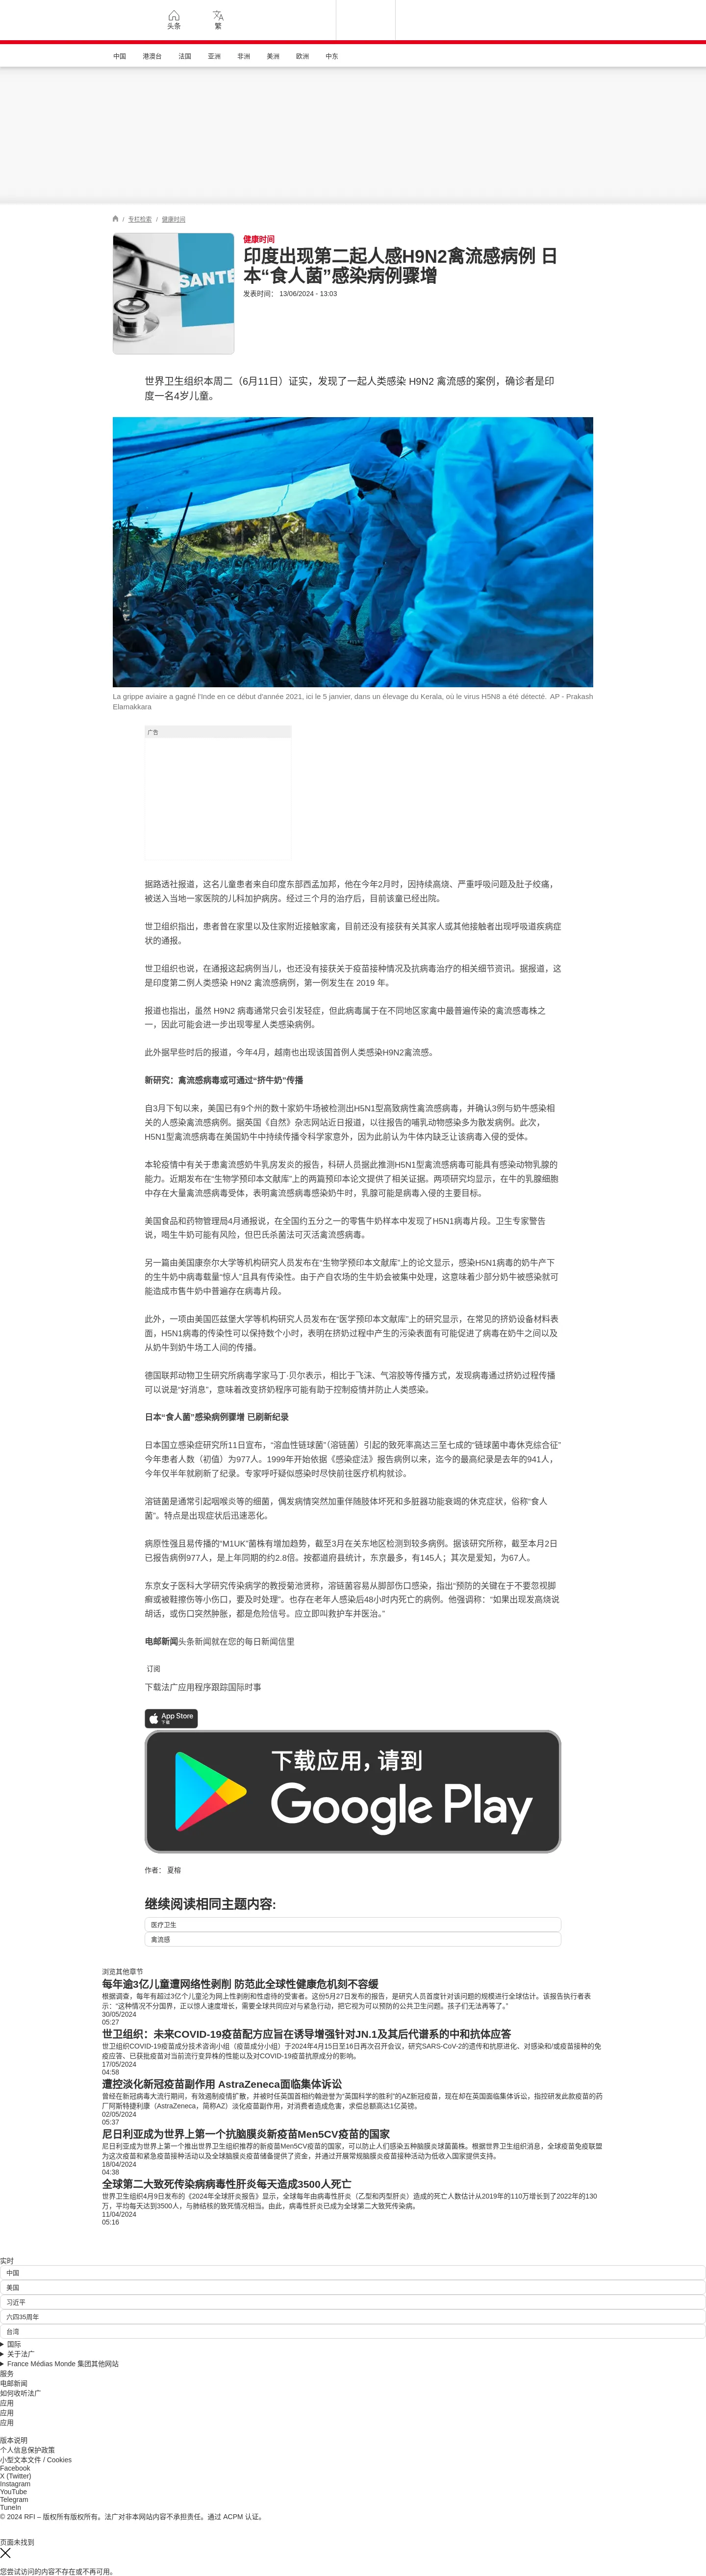 头条
繁
中国 港澳台 法国 亚洲 非洲 美洲 欧洲 中东
/ 专栏检索 / 健康时间
SANTÉ
健康时间
印度出现第二起人感H9N2禽流感病例 日
本“食人菌”感染病例骤增
发表时间： 13/06/2024 - 13:03
世界卫生组织本周二（6月11日）证实，发现了一起人类感染 H9N2 禽流感的案例，确诊者是印
度一名4岁儿童。
La grippe aviaire a gagné l'Inde en ce début d'année 2021, ici le 5 janvier, dans un élevage du Kerala, où le virus H5N8 a été détecté. AP - Prakash
Elamakkara
广告
据路透社报道，这名儿童患者来自印度东部西孟加邦，他在今年2月时，因持续高烧、严重呼吸问题及肚子绞痛，
被送入当地一家医院的儿科加护病房。经过三个月的治疗后，目前该童已经出院。
世卫组织指出，患者曾在家里以及住家附近接触家禽，目前还没有接获有关其家人或其他接触者出现呼吸道疾病症
状的通报。
世卫组织也说，在通报这起病例当儿，也还没有接获关于疫苗接种情况及抗病毒治疗的相关细节资讯。据报道，这
是印度第二例人类感染 H9N2 禽流感病例，第一例发生在 2019 年。
报道也指出，虽然 H9N2 病毒通常只会引发轻症，但此病毒属于在不同地区家禽中最普遍传染的禽流感毒株之
一，因此可能会进一步出现零星人类感染病例。
此外据早些时后的报道，今年4月，越南也出现该国首例人类感染H9N2禽流感。
新研究：禽流感病毒或可通过“挤牛奶”传播
自3月下旬以来，美国已有9个州的数十家奶牛场被检测出H5N1型高致病性禽流感病毒，并确认3例与奶牛感染相
关的人感染禽流感病例。据英国《自然》杂志网站近日报道，以往报告的哺乳动物感染多为散发病例。此次，
H5N1型禽流感病毒在美国奶牛中持续传播令科学家意外，因为此前认为牛体内缺乏让该病毒入侵的受体。
本轮疫情中有关于患禽流感奶牛乳房发炎的报告，科研人员据此推测H5N1型禽流感病毒可能具有感染动物乳腺的
能力。近期发布在“生物学预印本文献库”上的两篇预印本论文提供了相关证据。两项研究均显示，在牛的乳腺细胞
中存在大量禽流感病毒受体，表明禽流感病毒感染奶牛时，乳腺可能是病毒入侵的主要目标。
美国食品和药物管理局4月通报说，在全国约五分之一的零售牛奶样本中发现了H5N1病毒片段。卫生专家警告
说，喝生牛奶可能有风险，但巴氏杀菌法可灭活禽流感病毒。
另一篇由美国康奈尔大学等机构研究人员发布在“生物学预印本文献库”上的论文显示，感染H5N1病毒的奶牛产下
的生牛奶中病毒载量“惊人”且具有传染性。由于产自农场的生牛奶会被集中处理，这意味着少部分奶牛被感染就可
能造成市售牛奶中普遍存在病毒片段。
此外，一项由美国匹兹堡大学等机构研究人员发布在“医学预印本文献库”上的研究显示，在常见的挤奶设备材料表
面，H5N1病毒的传染性可以保持数个小时，表明在挤奶过程中产生的污染表面有可能促进了病毒在奶牛之间以及
从奶牛到奶牛场工人间的传播。
德国联邦动物卫生研究所病毒学家马丁·贝尔表示，相比于飞沫、气溶胶等传播方式，发现病毒通过挤奶过程传播
可以说是“好消息”，意味着改变挤奶程序可能有助于控制疫情并防止人类感染。
日本“食人菌”感染病例骤增 已刷新纪录
日本国立感染症研究所11日宣布，“溶血性链球菌”（溶链菌）引起的致死率高达三至七成的“链球菌中毒休克综合征”
今年患者人数（初值）为977人。1999年开始依据《感染症法》报告病例以来，迄今的最高纪录是去年的941人，
今年仅半年就刷新了纪录。专家呼吁疑似感染时尽快前往医疗机构就诊。
溶链菌是通常引起咽喉炎等的细菌，偶发病情突然加重伴随肢体坏死和多脏器功能衰竭的休克症状，俗称“食人
菌”。特点是出现症状后迅速恶化。
病原性强且易传播的“M1UK”菌株有增加趋势，截至3月在关东地区检测到较多病例。据该研究所称，截至本月2日
已报告病例977人，是上年同期的约2.8倍。按都道府县统计，东京最多，有145人；其次是爱知，为67人。
东京女子医科大学研究传染病学的教授菊池贤称，溶链菌容易从脚部伤口感染，指出“预防的关键在于不要忽视脚
癣或被鞋擦伤等小伤口，要及时处理”。也存在老年人感染后48小时内死亡的病例。他强调称：“如果出现发高烧说
胡话，或伤口突然肿胀，都是危险信号。应立即叫救护车并医治。”
电邮新闻头条新闻就在您的每日新闻信里
订阅
下载法广应用程序跟踪国际时事
App Store
下载
下载应用，请到
Google Play
作者： 夏榕
继续阅读相同主题内容:
医疗卫生
禽流感
浏览其他章节
每年逾3亿儿童遭网络性剥削 防范此全球性健康危机刻不容缓
根据调查，每年有超过3亿个儿童沦为网上性剥削和性虐待的受害者。这份5月27日发布的报告，是研究人员首度针对该问题的规模进行全球估计。该报告执行者表
示：“这种情况不分国界，正以惊人速度增长，需要全球共同应对与紧急行动，把它视为可以预防的公共卫生问题。孩子们无法再等了。”
30/05/2024
05:27
世卫组织：未来COVID-19疫苗配方应旨在诱导增强针对JN.1及其后代谱系的中和抗体应答
世卫组织COVID-19疫苗成分技术咨询小组（疫苗成分小组）于2024年4月15日至16日再次召开会议，研究SARS-CoV-2的遗传和抗原进化、对感染和/或疫苗接种的免
疫应答、已获批疫苗对当前流行变异株的性能以及对COVID-19疫苗抗原成分的影响。
17/05/2024
04:58
遭控淡化新冠疫苗副作用 AstraZeneca面临集体诉讼
曾经在新冠病毒大流行期间，有效遏制疫情扩散，并被时任英国首相约翰逊誉为“英国科学的胜利”的AZ新冠疫苗，现在却在英国面临集体诉讼，指控研发此款疫苗的药
厂阿斯特捷利康（AstraZeneca，简称AZ）淡化疫苗副作用，对消费者造成危害，求偿总额高达1亿英镑。
02/05/2024
05:37
尼日利亚成为世界上第一个抗脑膜炎新疫苗Men5CV疫苗的国家
尼日利亚成为世界上第一个推出世界卫生组织推荐的新疫苗Men5CV疫苗的国家，可以防止人们感染五种脑膜炎球菌菌株。根据世界卫生组织消息，全球疫苗免疫联盟
为这次疫苗和紧急疫苗接种活动以及全球脑膜炎疫苗储备提供了资金，并通过开展常规脑膜炎疫苗接种活动为低收入国家提供支持。
18/04/2024
04:38
全球第二大致死传染病病毒性肝炎每天造成3500人死亡
世界卫生组织4月9日发布的《2024年全球肝炎报告》显示，全球每年由病毒性肝炎（乙型和丙型肝炎）造成的死亡人数估计从2019年的110万增长到了2022年的130
万，平均每天达到3500人，与肺结核的致死情况相当。由此，病毒性肝炎已成为全球第二大致死传染病。
11/04/2024
05:16
实时
中国
美国
习近平
六四35周年
台湾
国际
关于法广
France Médias Monde 集团其他网站
服务
电邮新闻
如何收听法广
应用
应用
应用
版本说明
个人信息保护政策
小型文本文件 / Cookies
Facebook
X (Twitter)
Instagram
YouTube
Telegram
TuneIn
© 2024 RFI – 版权所有版权所有。法广对非本网站内容不承担责任。通过 ACPM 认证。
页面未找到
您尝试访问的内容不存在或不再可用。